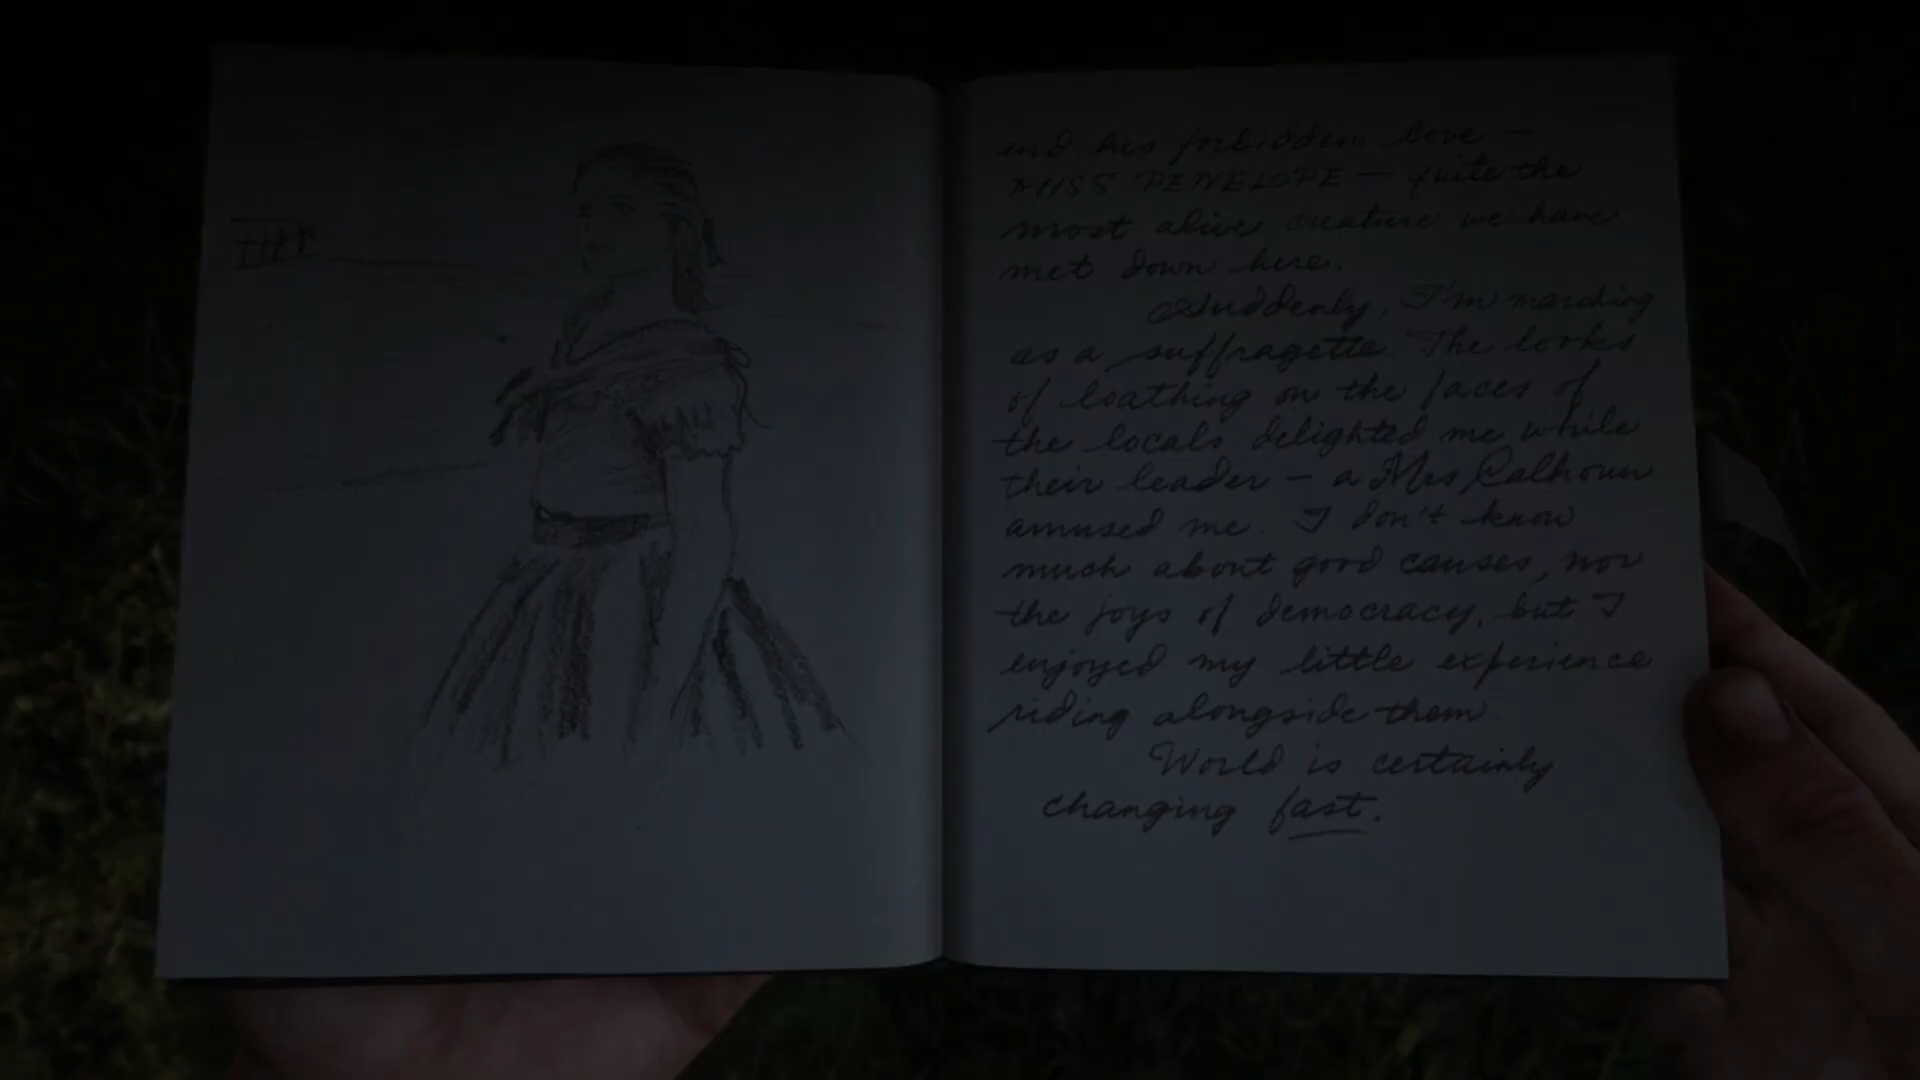 and his forbidden love -
MISS PENELOPE - quite the
most alive creature we have
met down here.
Suddenly, I'm marching
as a suffragette. The looks
of loathing on the faces of
the locals delighted me while
their leader - a Mrs Calhoun
amused me. I don't know
much about good causes, nor
the joys of democracy, but I
enjoyed my little experience
riding alongside them
World is certainly
changing fast.